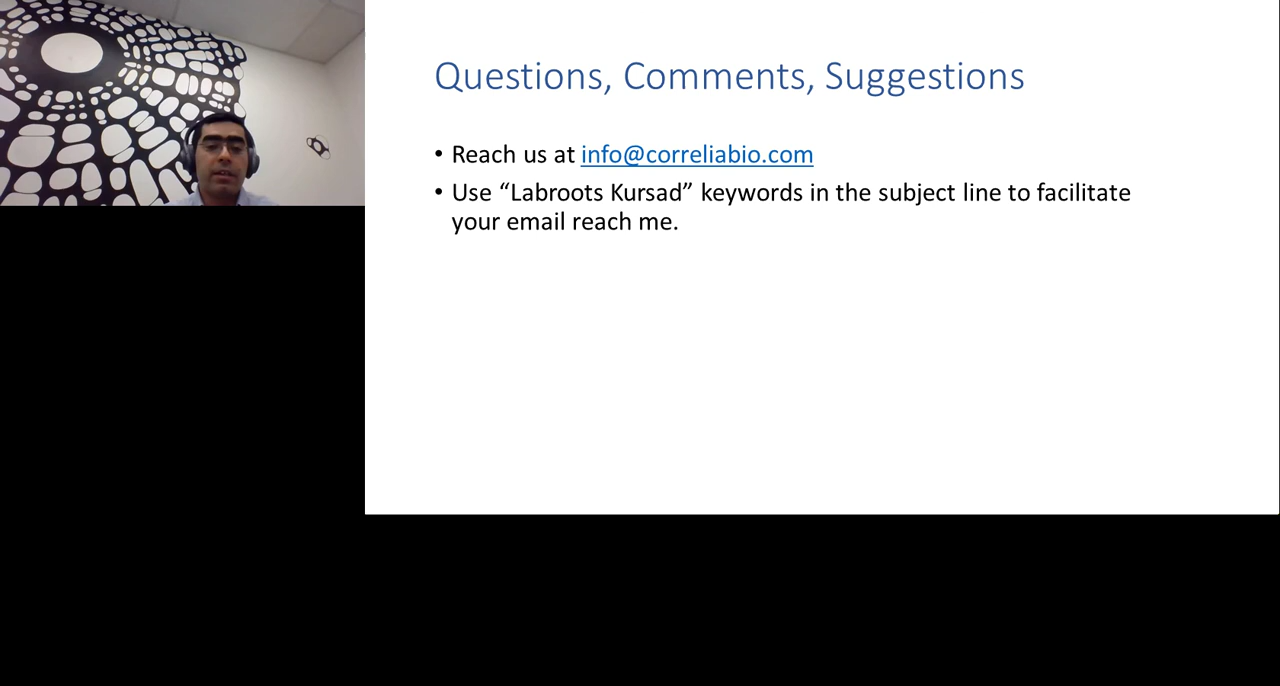 Questions, Comments, Suggestions
• Reach us at info@correliabio.com
• Use “Labroots Kursad” keywords in the subject line to facilitate
your email reach me.